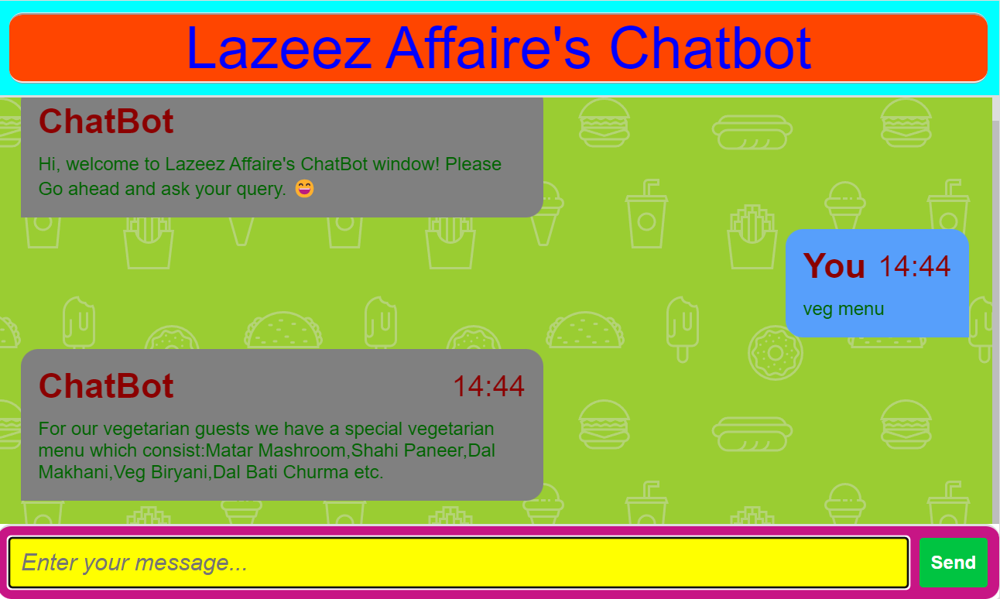 Lazeez Affaire's Chatbot
ChatBot
Hi, welcome to Lazeez Affaire's ChatBot window! Please
Go ahead and ask your query. 😄
You 14:44
veg menu
ChatBot 14:44
For our vegetarian guests we have a special vegetarian
menu which consist:Matar Mashroom,Shahi Paneer,Dal
Makhani,Veg Biryani,Dal Bati Churma etc.
Enter your message... Send